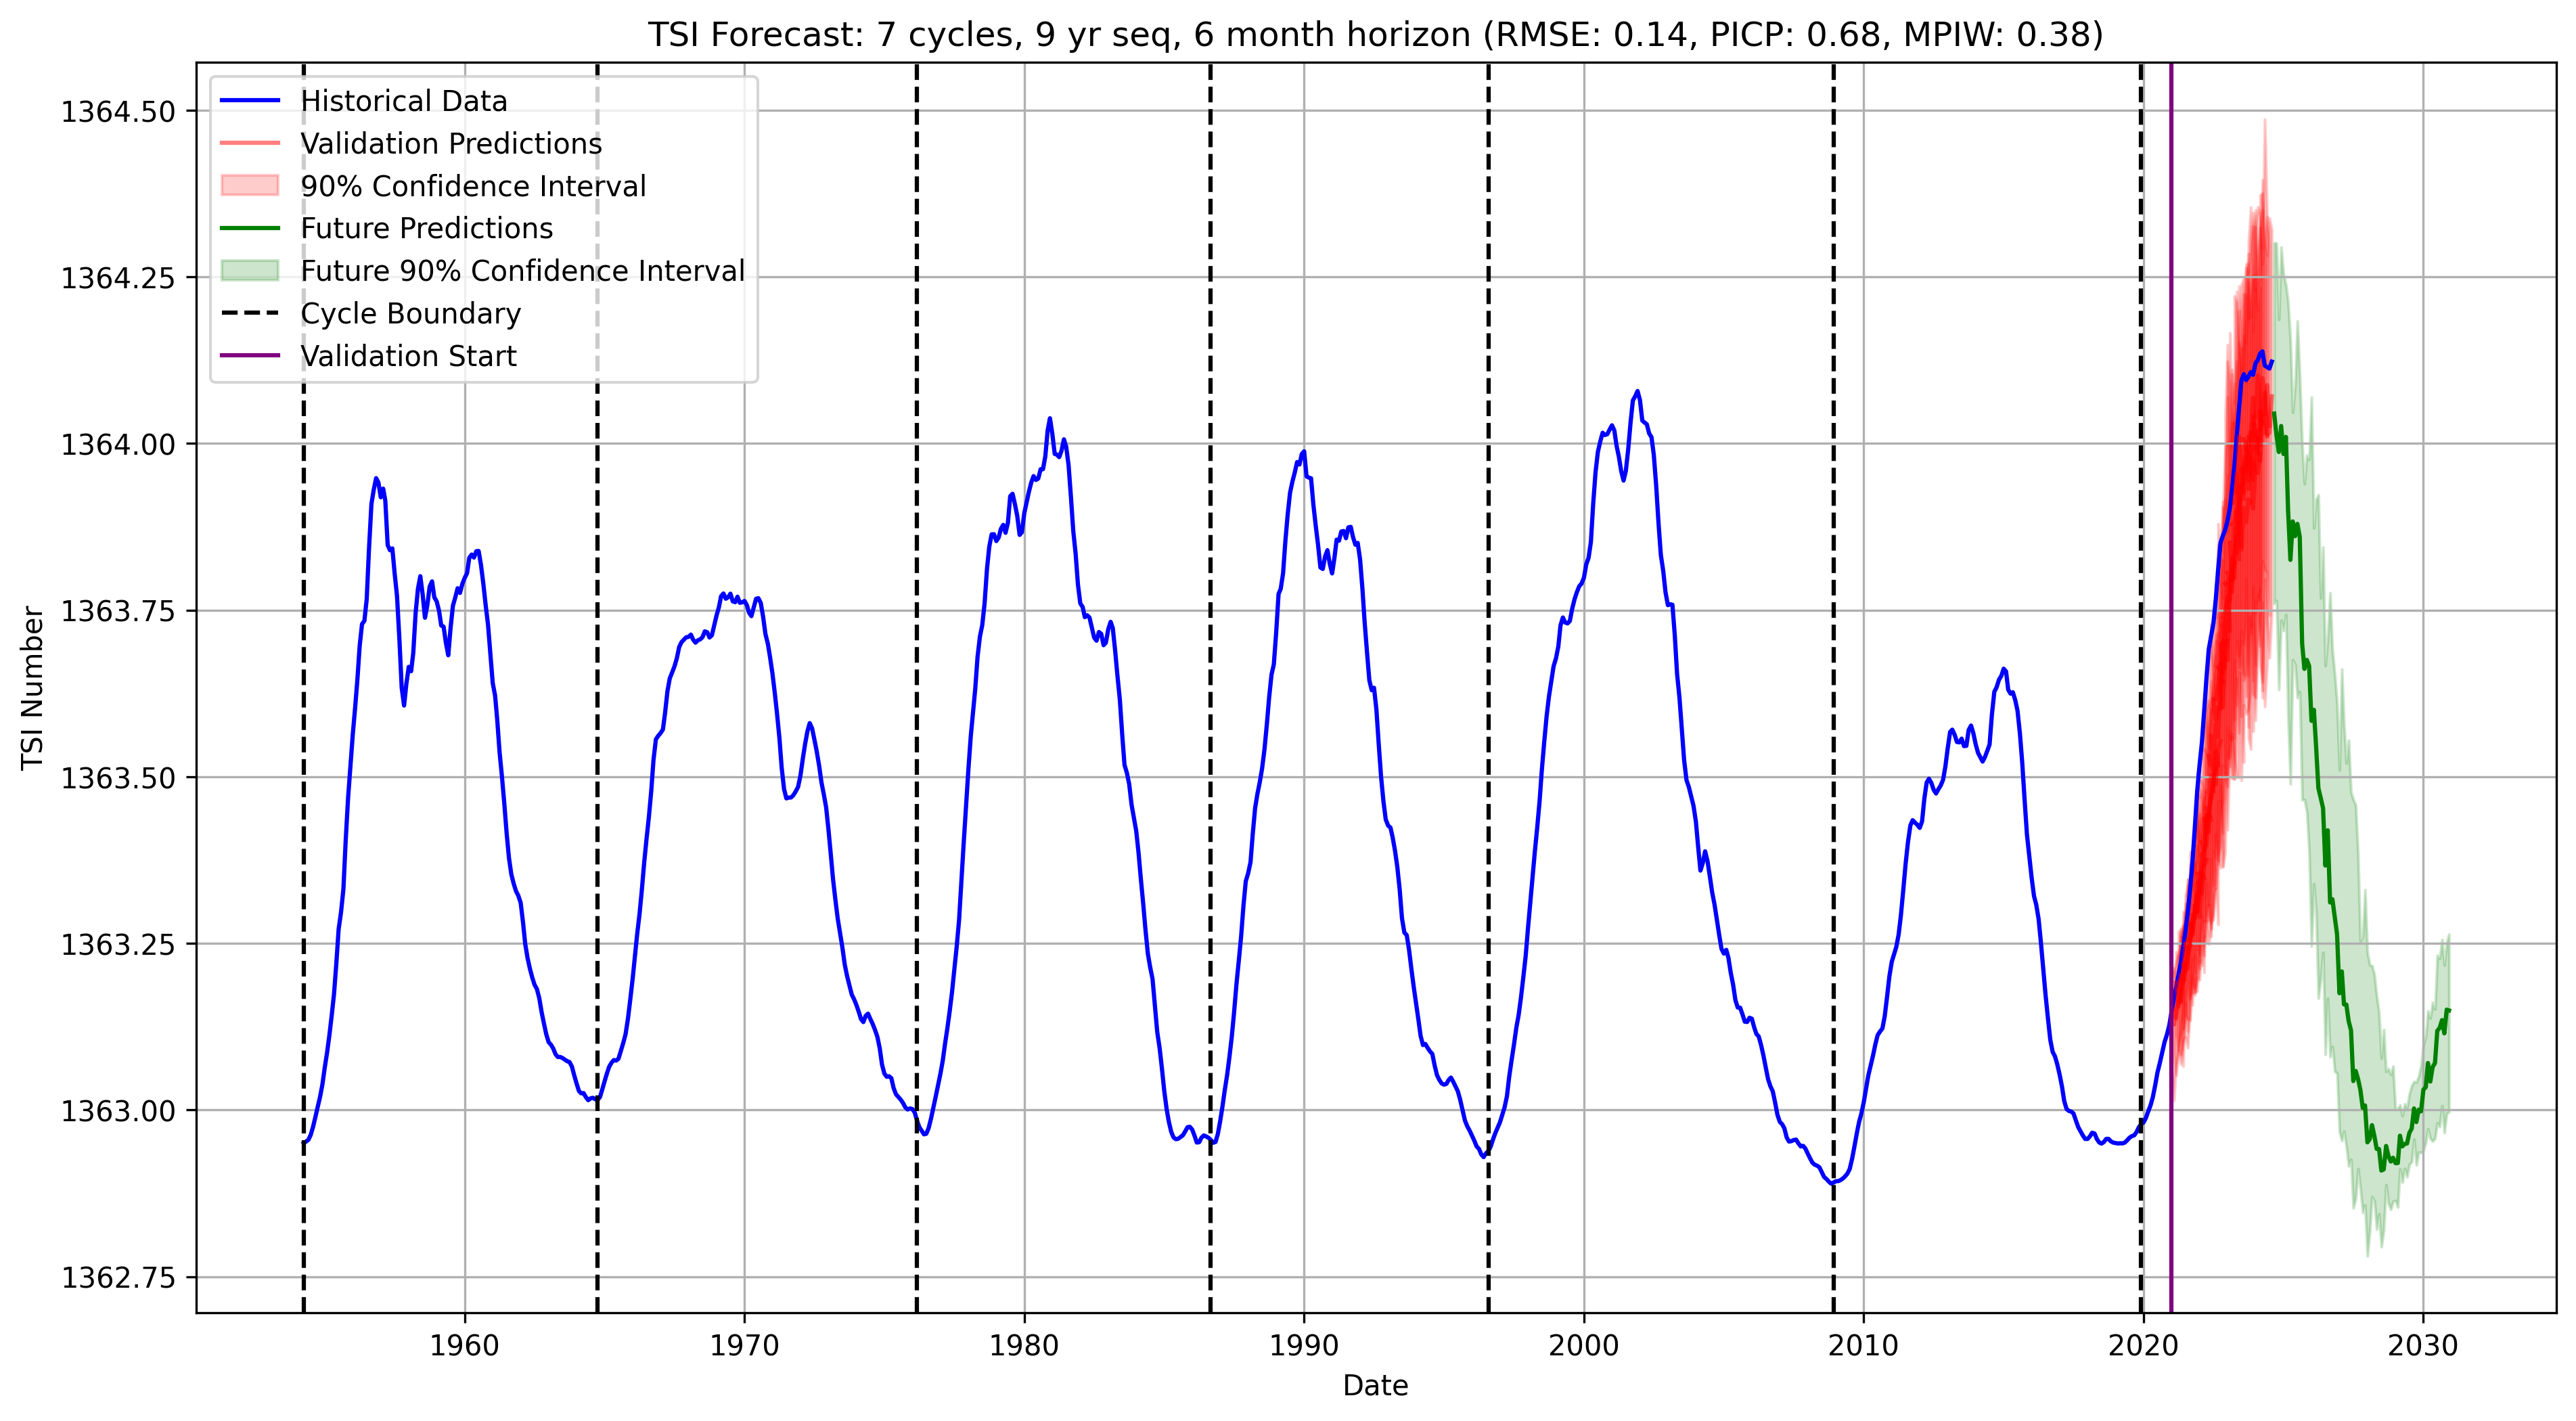 TSI Forecast: 7 cycles, 9 yr seq, 6 month horizon (RMSE: 0.14, PICP: 0.68, MPIW: 0.38)
Historical Data
Validation Predictions
90% Confidence Interval
Future Predictions
Future 90% Confidence Interval
Cycle Boundary
Validation Start
TSI Number
1364.50
1364.25
1364.00
1363.75
1363.50
1363.25
1363.00
1362.75
1960 1970 1980 1990 2000 2010 2020 2030
Date